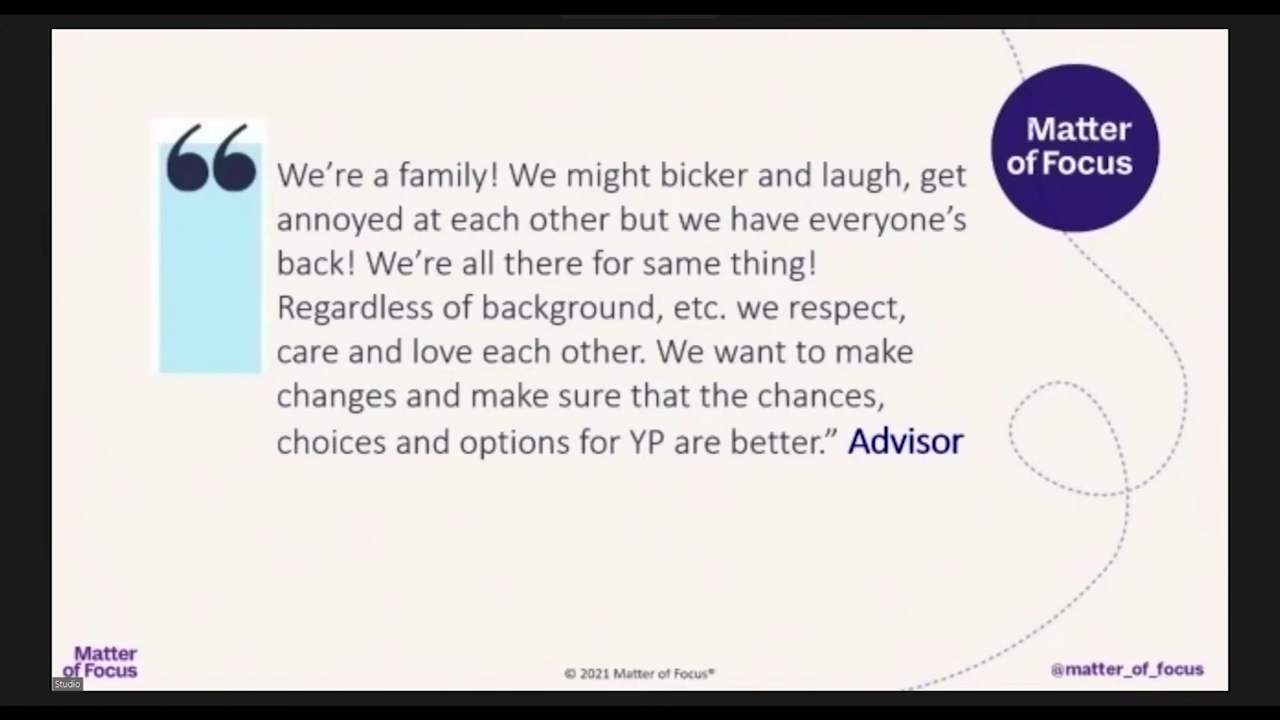 Matter
of Focus
“
We’re a family! We might bicker and laugh, get
annoyed at each other but we have everyone’s
back! We’re all there for same thing!
Regardless of background, etc. we respect,
care and love each other. We want to make
changes and make sure that the chances,
choices and options for YP are better.” Advisor
Matter
of Focus
Studio
© 2021 Matter of Focus®
@matter_of_focus